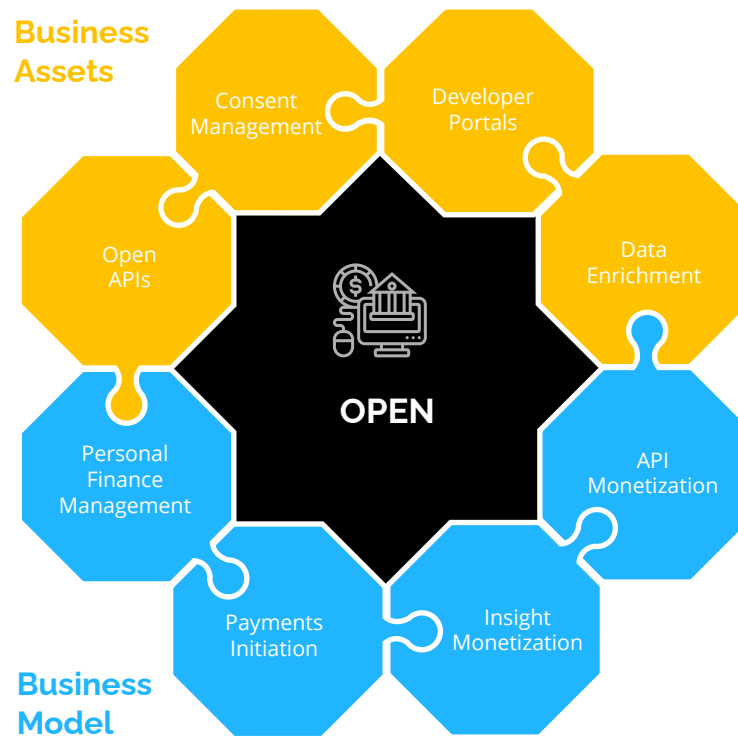 Business
Assets
Consent
Management
Developer
Portals
Open
APIs
Data
Enrichment
$
OPEN
Personal
Finance
Management
API
Monetization
Payments
Initiation
Insight
Monetization
Business
Model